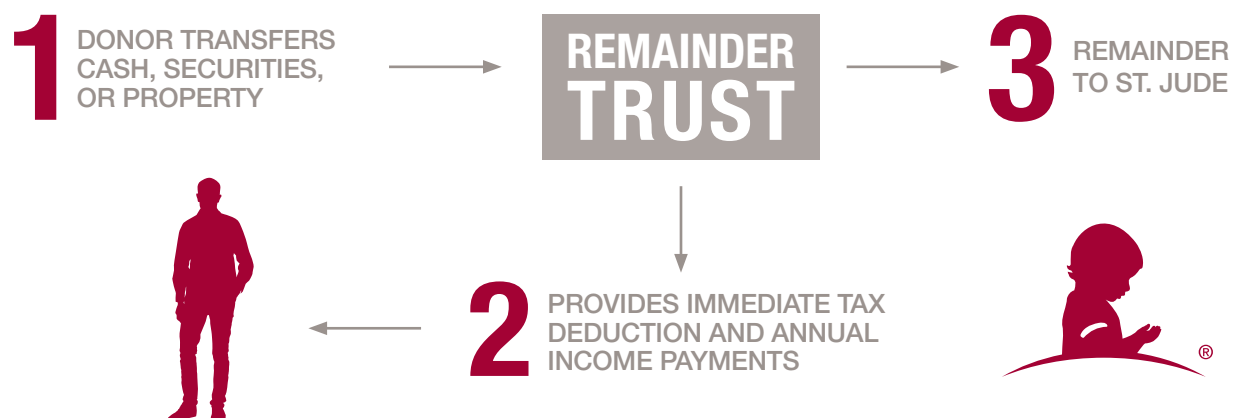 1
DONOR TRANSFERS
CASH, SECURITIES,
OR PROPERTY
REMAINDER
TRUST
3
REMAINDER
TO ST. JUDE
2
PROVIDES IMMEDIATE TAX
DEDUCTION AND ANNUAL
INCOME PAYMENTS
®